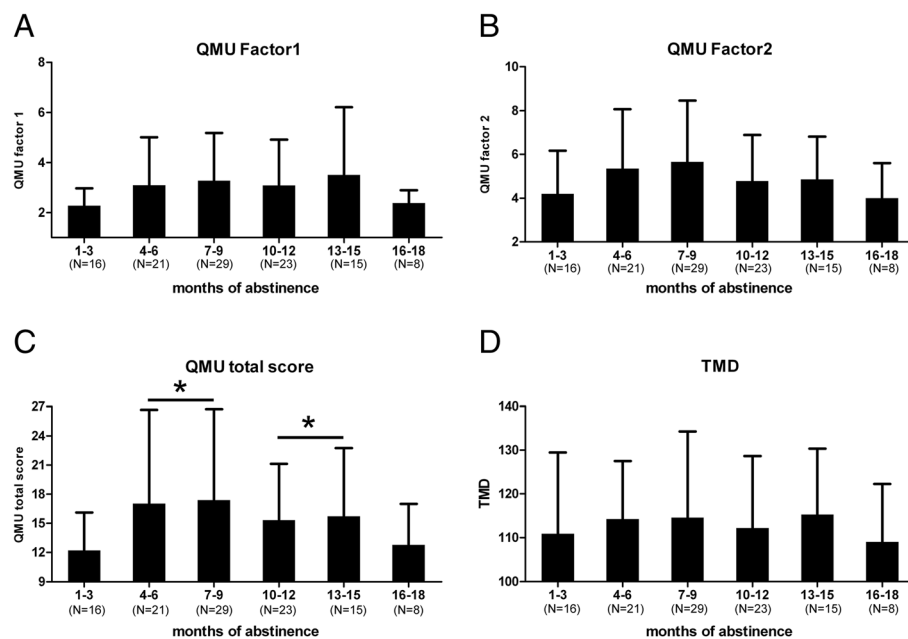 A
QMU Factor1
QMU factor 1
8
6
4
2
1-3 4-6 7-9 10-12 13-15 16-18
(N=16) (N=21) (N=29) (N=23) (N=15) (N=8)
months of abstinence
B
QMU Factor2
QMU factor 2
10
8
6
4
2
1-3 4-6 7-9 10-12 13-15 16-18
(N=16) (N=21) (N=29) (N=23) (N=15) (N=8)
months of abstinence
C
QMU total score
QMU total score
27
24
21
18
15
12
9
*
*
1-3 4-6 7-9 10-12 13-15 16-18
(N=16) (N=21) (N=29) (N=23) (N=15) (N=8)
months of abstinence
D
TMD
TMD
140
130
120
110
100
1-3 4-6 7-9 10-12 13-15 16-18
(N=16) (N=21) (N=29) (N=23) (N=15) (N=8)
months of abstinence